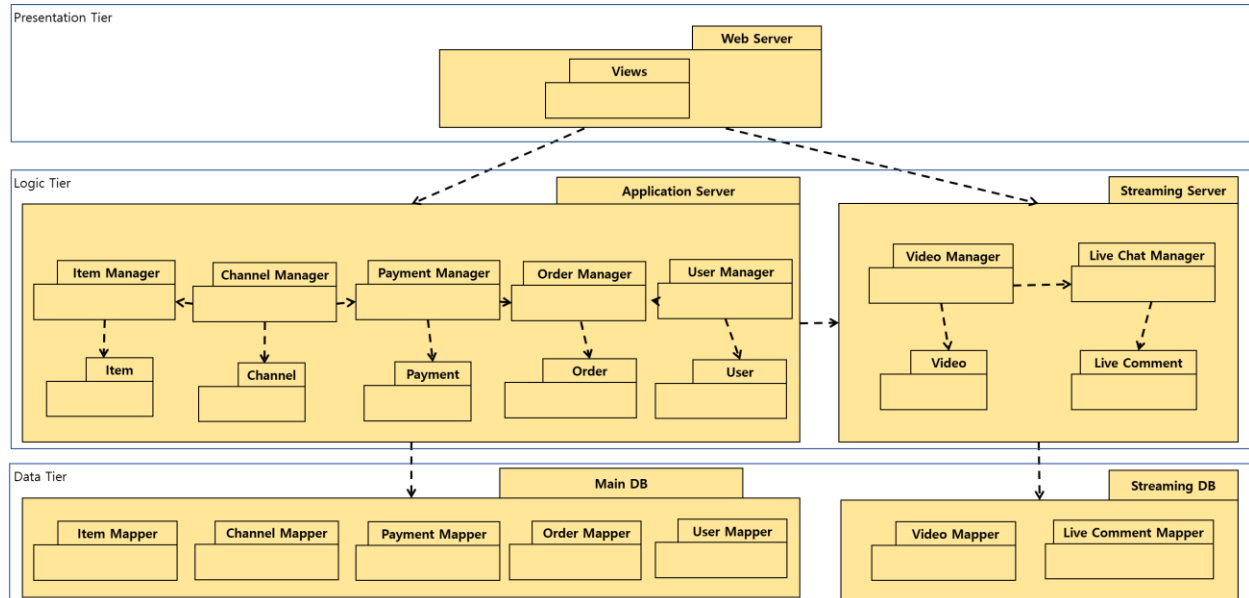 Presentation Tier
Web Server
Views
Logic Tier
Application Server
Streaming Server
Item Manager
Channel Manager
Payment Manager
Order Manager
User Manager
Video Manager
Live Chat Manager
Item
Channel
Payment
Order
User
Video
Live Comment
Data Tier
Main DB
Streaming DB
Item Mapper
Channel Mapper
Payment Mapper
Order Mapper
User Mapper
Video Mapper
Live Comment Mapper